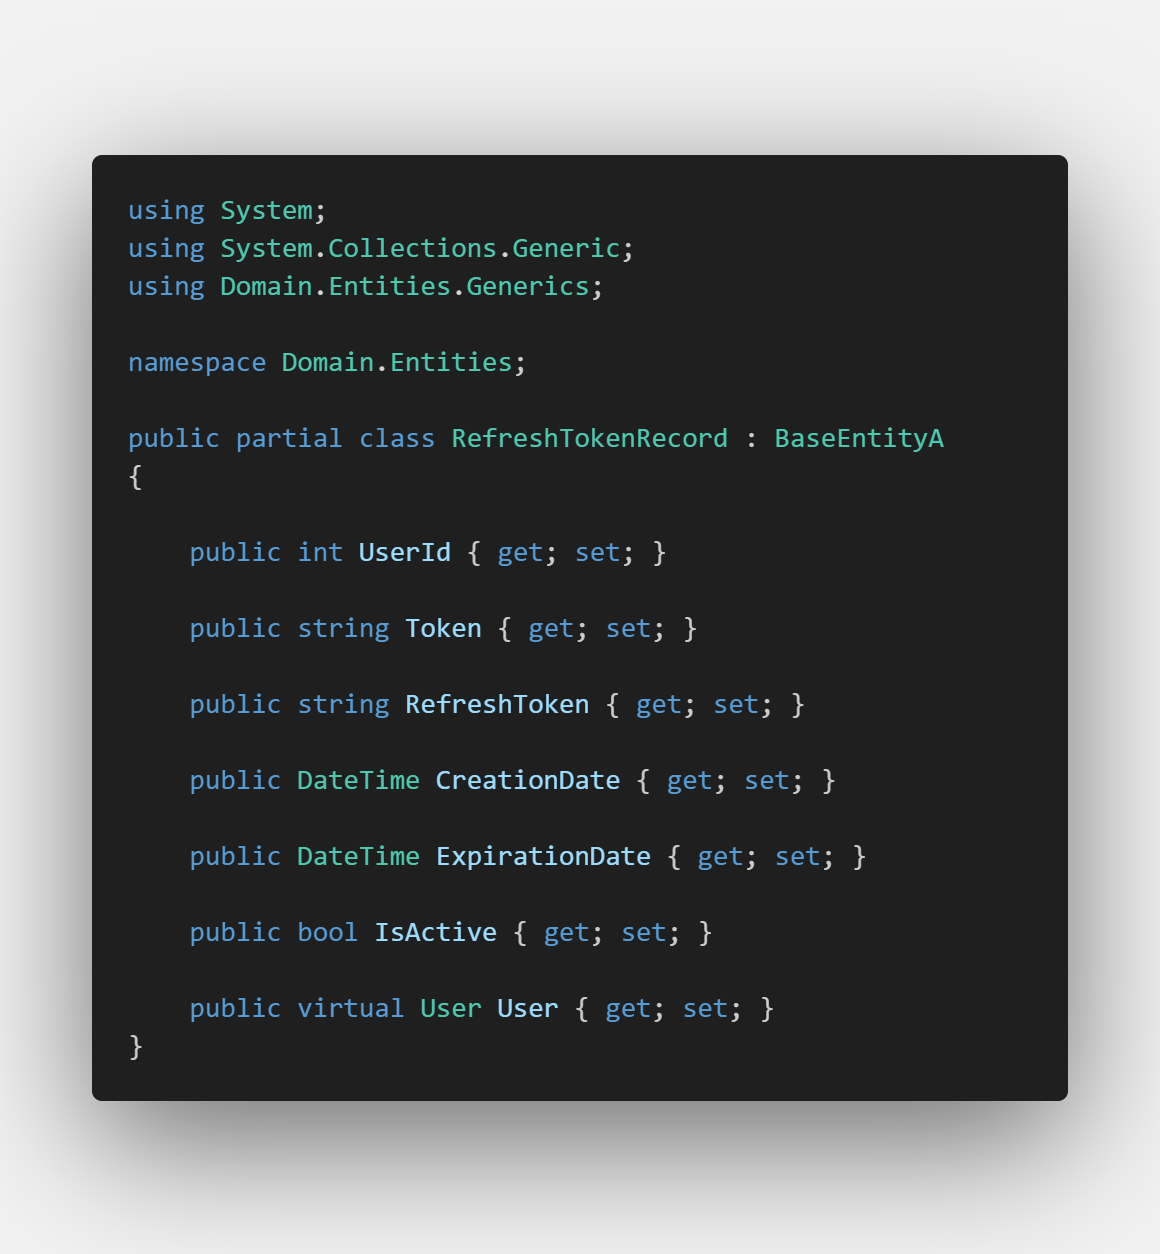 using System;
using System.Collections.Generic;
using Domain.Entities.Generics;
namespace Domain.Entities;
public partial class RefreshTokenRecord : BaseEntityA
{
public int UserId { get; set; }
public string Token { get; set; }
public string RefreshToken { get; set; }
public DateTime CreationDate { get; set; }
public DateTime ExpirationDate { get; set; }
public bool IsActive { get; set; }
public virtual User User { get; set; }
}